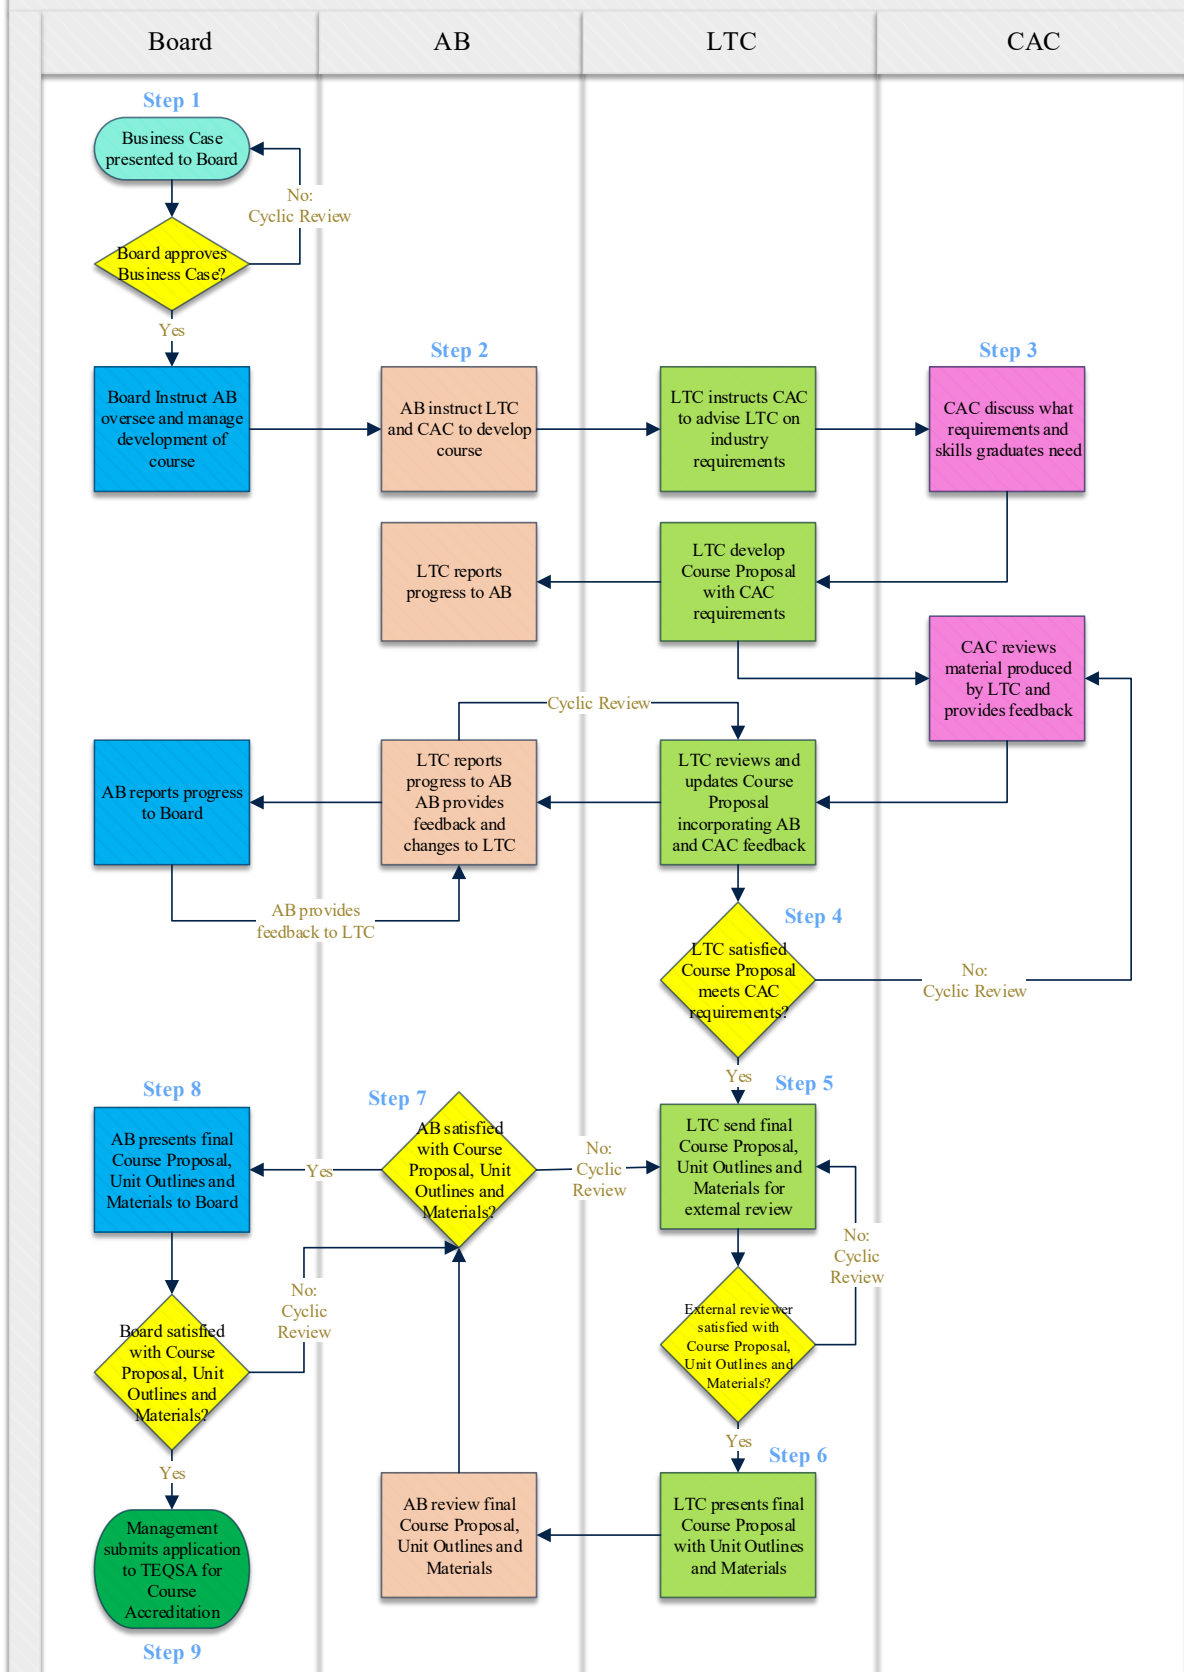 Board
AB
LTC
CAC
Step 1
Business Case
presented to Board
No:
Cyclic Review
Board approves
Business Case?
Yes
Step 2
Step 3
Board Instruct AB
oversee and manage
development of
course
AB instruct LTC
and CAC to develop
course
LTC instructs CAC
to advise LTC on
industry
requirements
CAC discuss what
requirements and
skills graduates need
LTC reports
progress to AB
LTC develop
Course Proposal
with CAC
requirements
CAC reviews
material produced
by LTC and
provides feedback
Cyclic Review
AB reports progress
to Board
LTC reports
progress to AB
AB provides
feedback and
changes to LTC
LTC reviews and
updates Course
Proposal
incorporating AB
and CAC feedback
AB provides
feedback to LTC
Step 4
LTC satisfied
Course Proposal
meets CAC
requirements?
No:
Cyclic Review
Yes
Step 8
Step 7
Step 5
AB presents final
Course Proposal,
Unit Outlines and
Materials to Board
Yes
AB satisfied
with Course
Proposal, Unit
Outlines and
Materials?
No:
Cyclic
Review
LTC send final
Course Proposal,
Unit Outlines and
Materials for
external review
No:
Cyclic
Review
No:
Cyclic
Review
Board satisfied
with Course
Proposal, Unit
Outlines and
Materials?
External reviewer
satisfied with
Course Proposal,
Unit Outlines and
Materials?
Yes
Yes
Step 6
Management
submits application
to TEQSA for
Course
Accreditation
AB review final
Course Proposal,
Unit Outlines and
Materials
LTC presents final
Course Proposal
with Unit Outlines
and Materials
Step 9